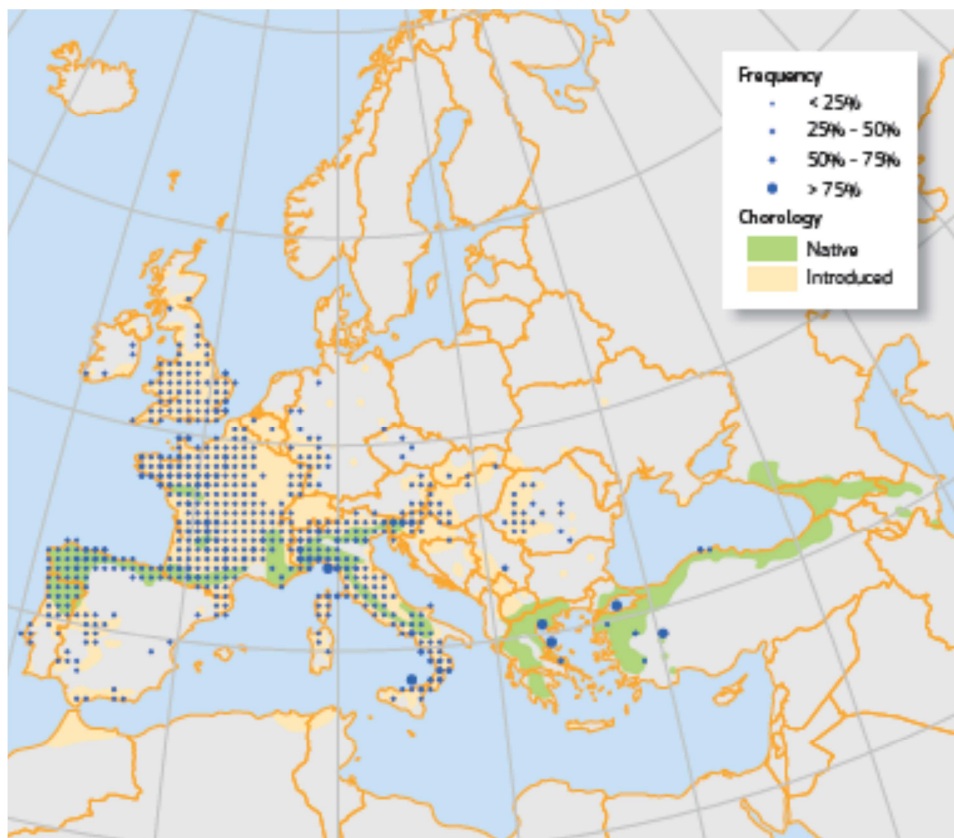 Frequency
< 25%
25% - 50%
50% - 75%
> 75%
Chorology
Native
Introduced